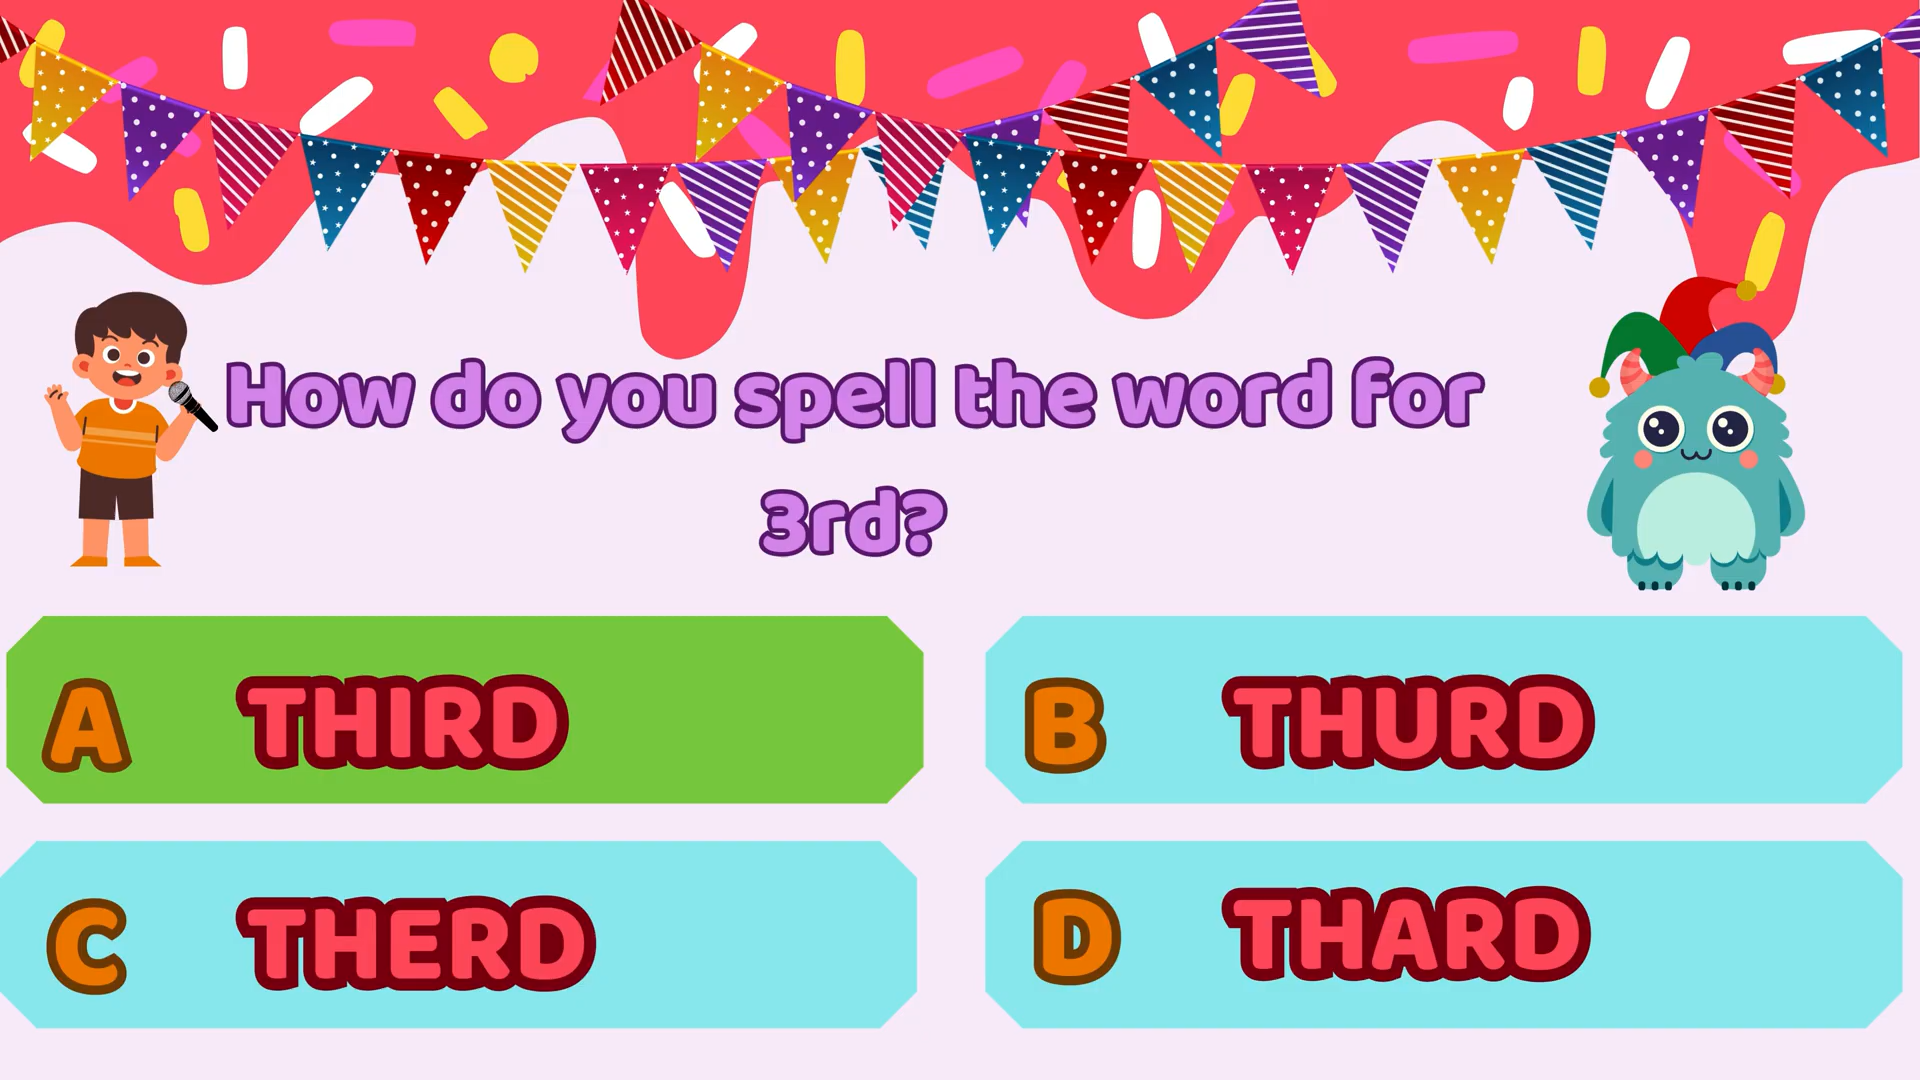 How do you spell the word for
3rd?
A THIRD
B THURD
C THERD
D THARD